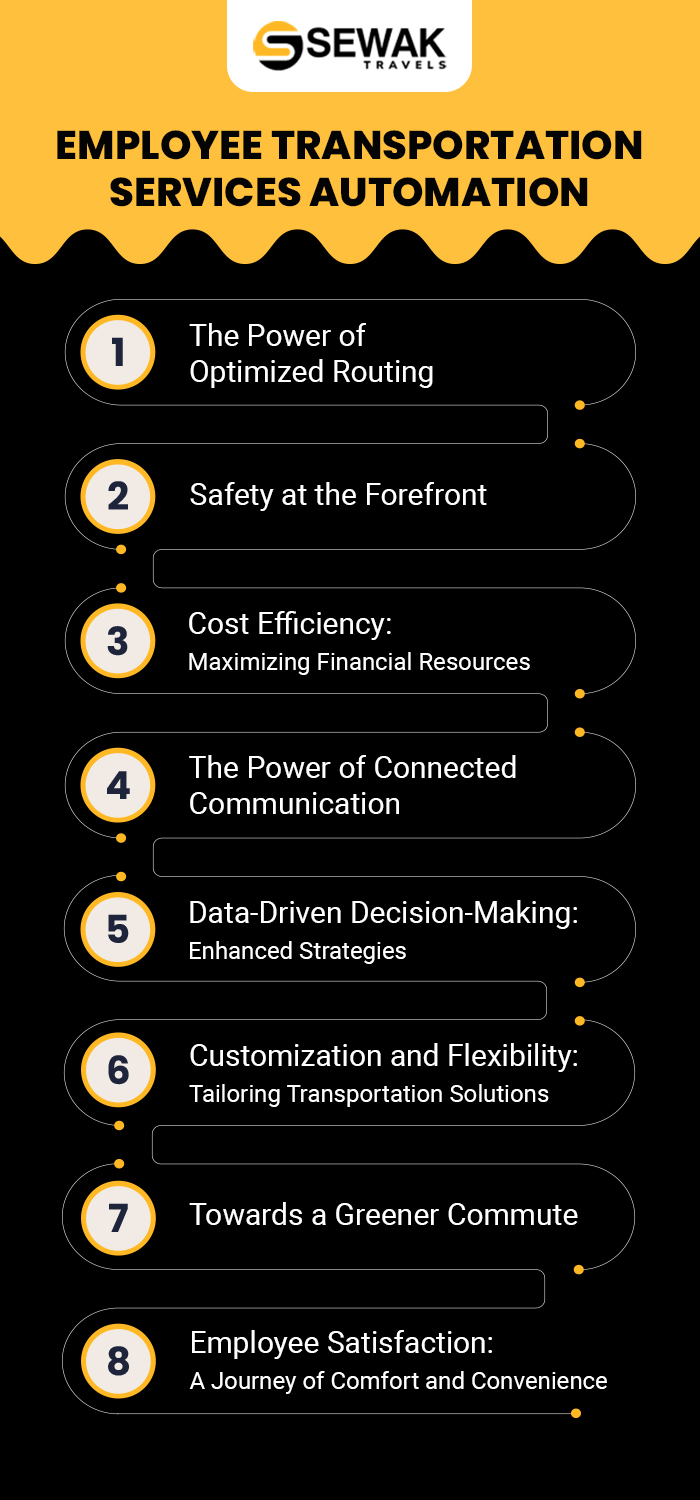 SEWAK
TRAVELS
EMPLOYEE TRANSPORTATION
SERVICES AUTOMATION
1
The Power of
Optimized Routing
2
Safety at the Forefront
3
Cost Efficiency:
Maximizing Financial Resources
4
The Power of Connected
Communication
5
Data-Driven Decision-Making:
Enhanced Strategies
6
Customization and Flexibility:
Tailoring Transportation Solutions
7
Towards a Greener Commute
8
Employee Satisfaction:
A Journey of Comfort and Convenience